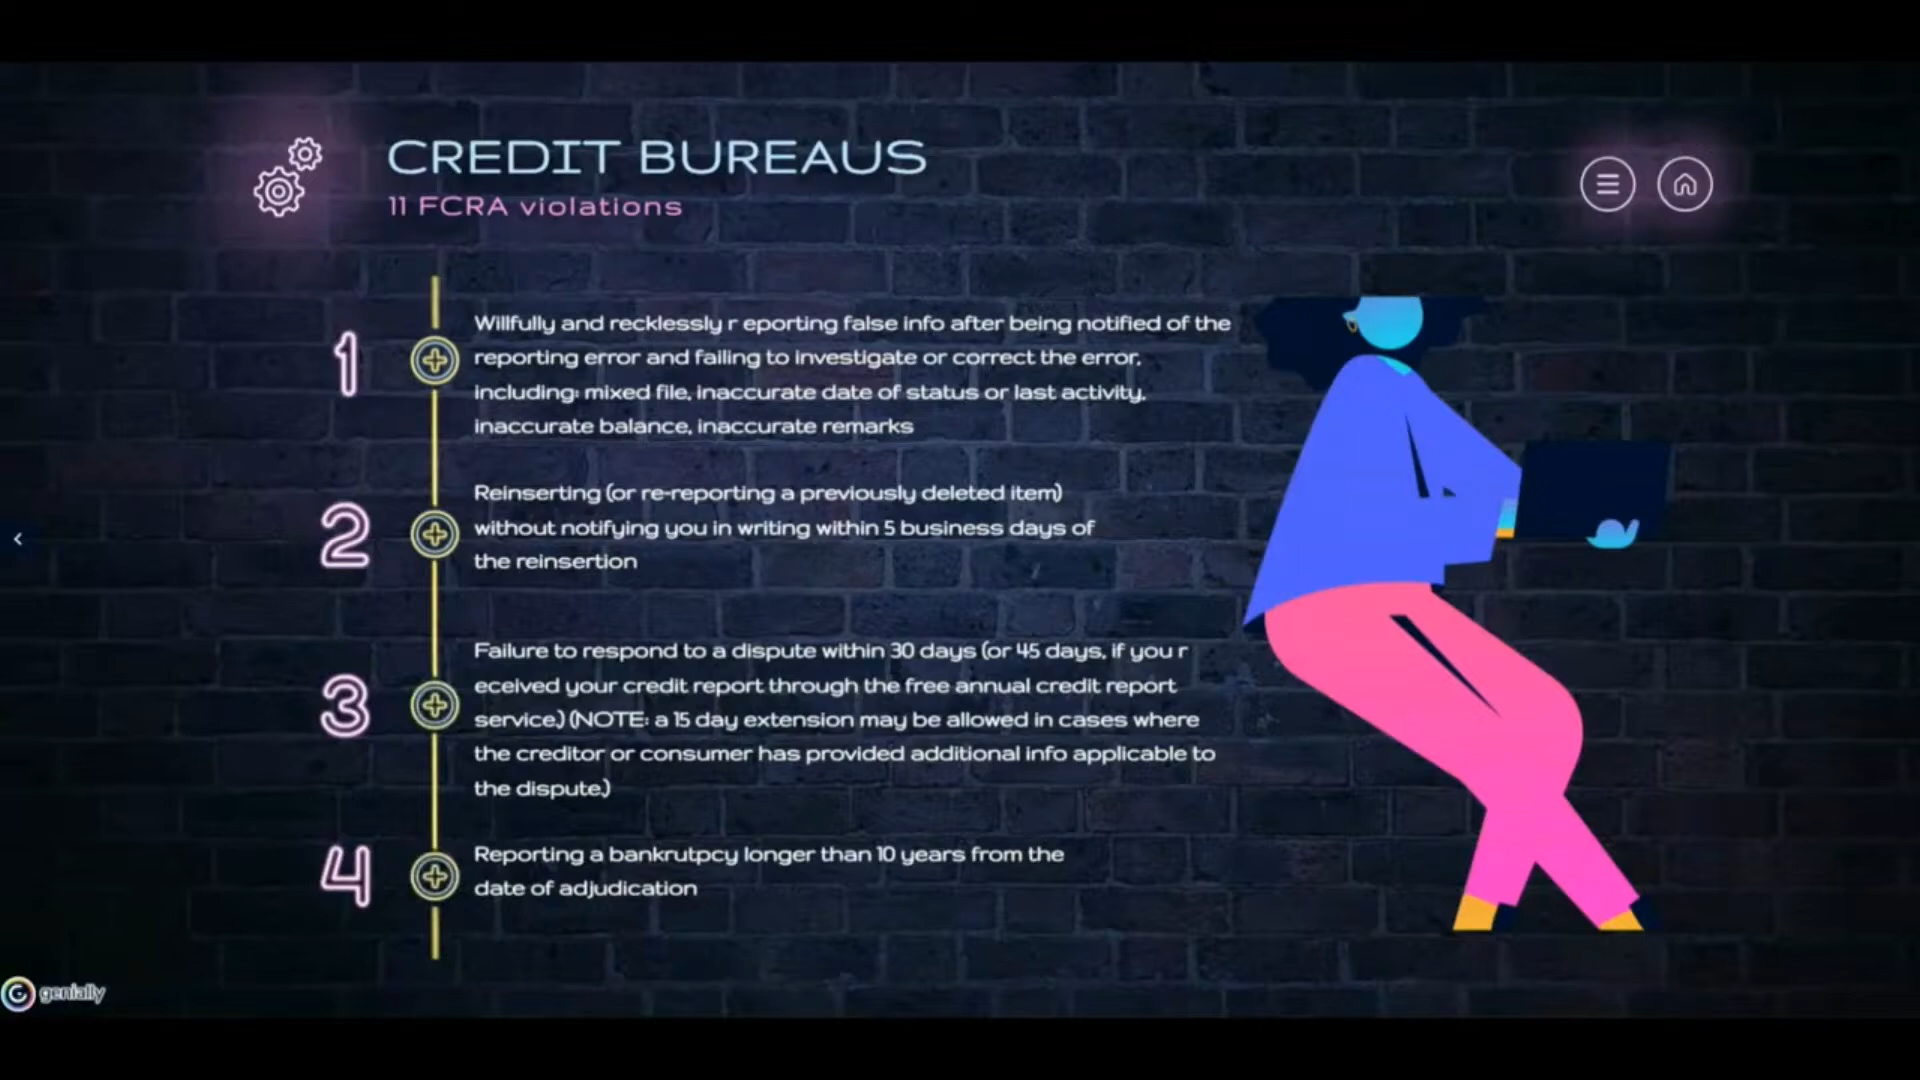 CREDIT BUREAUS
11 FCRA violations
1
Willfully and recklessly r eporting false info after being notified of the
reporting error and failing to investigate or correct the error,
including: mixed file, inaccurate date of status or last activity,
inaccurate balance, inaccurate remarks
2
Reinserting (or re-reporting a previously deleted item)
without notifying you in writing within 5 business days of
the reinsertion
3
Failure to respond to a dispute within 30 days (or 45 days, if you r
eceived your credit report through the free annual credit report
service.) (NOTE: a 15 day extension may be allowed in cases where
the creditor or consumer has provided additional info applicable to
the dispute.)
4
Reporting a bankrutpcy longer than 10 years from the
date of adjudication
genially